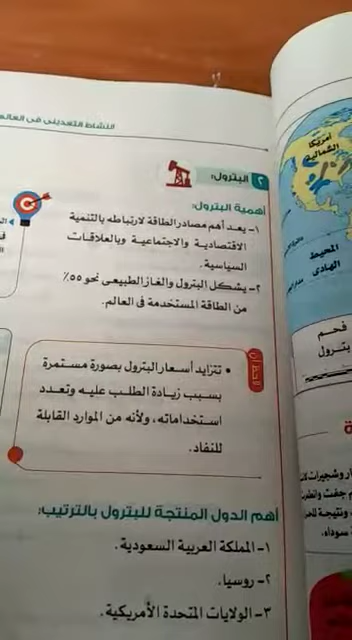 النشاط التعديني في العالم
٢ البترول:
أهمية البترول:
١- يعد أهم مصادر الطاقة لارتباطه بالتنمية
الاقتصادية والاجتماعية وبالعلاقات
السياسية.
٢- يشكل البترول والغاز الطبيعى نحو ٥٥٪
من الطاقة المستخدمة فى العالم.
• تتزايد أسعار البترول بصورة مستمرة
بسبب زيادة الطلب عليه وتعدد
استخداماته، ولأنه من الموارد القابلة
للنفاد.
أهم الدول المنتجة للبترول بالترتيب:
١- المملكة العربية السعودية.
٢- روسيا.
٣- الولايات المتحدة الأمريكية.
أمريكا
الشمالية
المحيط
الهادى
فحم
بترول
سوداء.